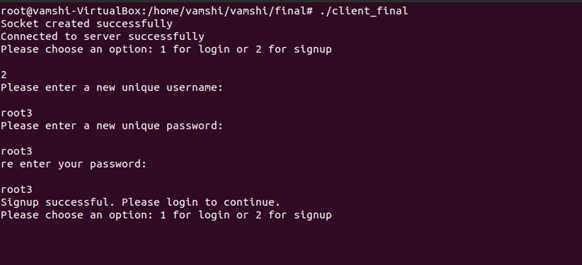 root@vamshi-VirtualBox:/home/vamshi/vamshi/final# ./client_final
Socket created successfully
Connected to server successfully
Please choose an option: 1 for login or 2 for signup
2
Please enter a new unique username:
root3
Please enter a new unique password:
root3
re enter your password:
root3
Signup successful. Please login to continue.
Please choose an option: 1 for login or 2 for signup